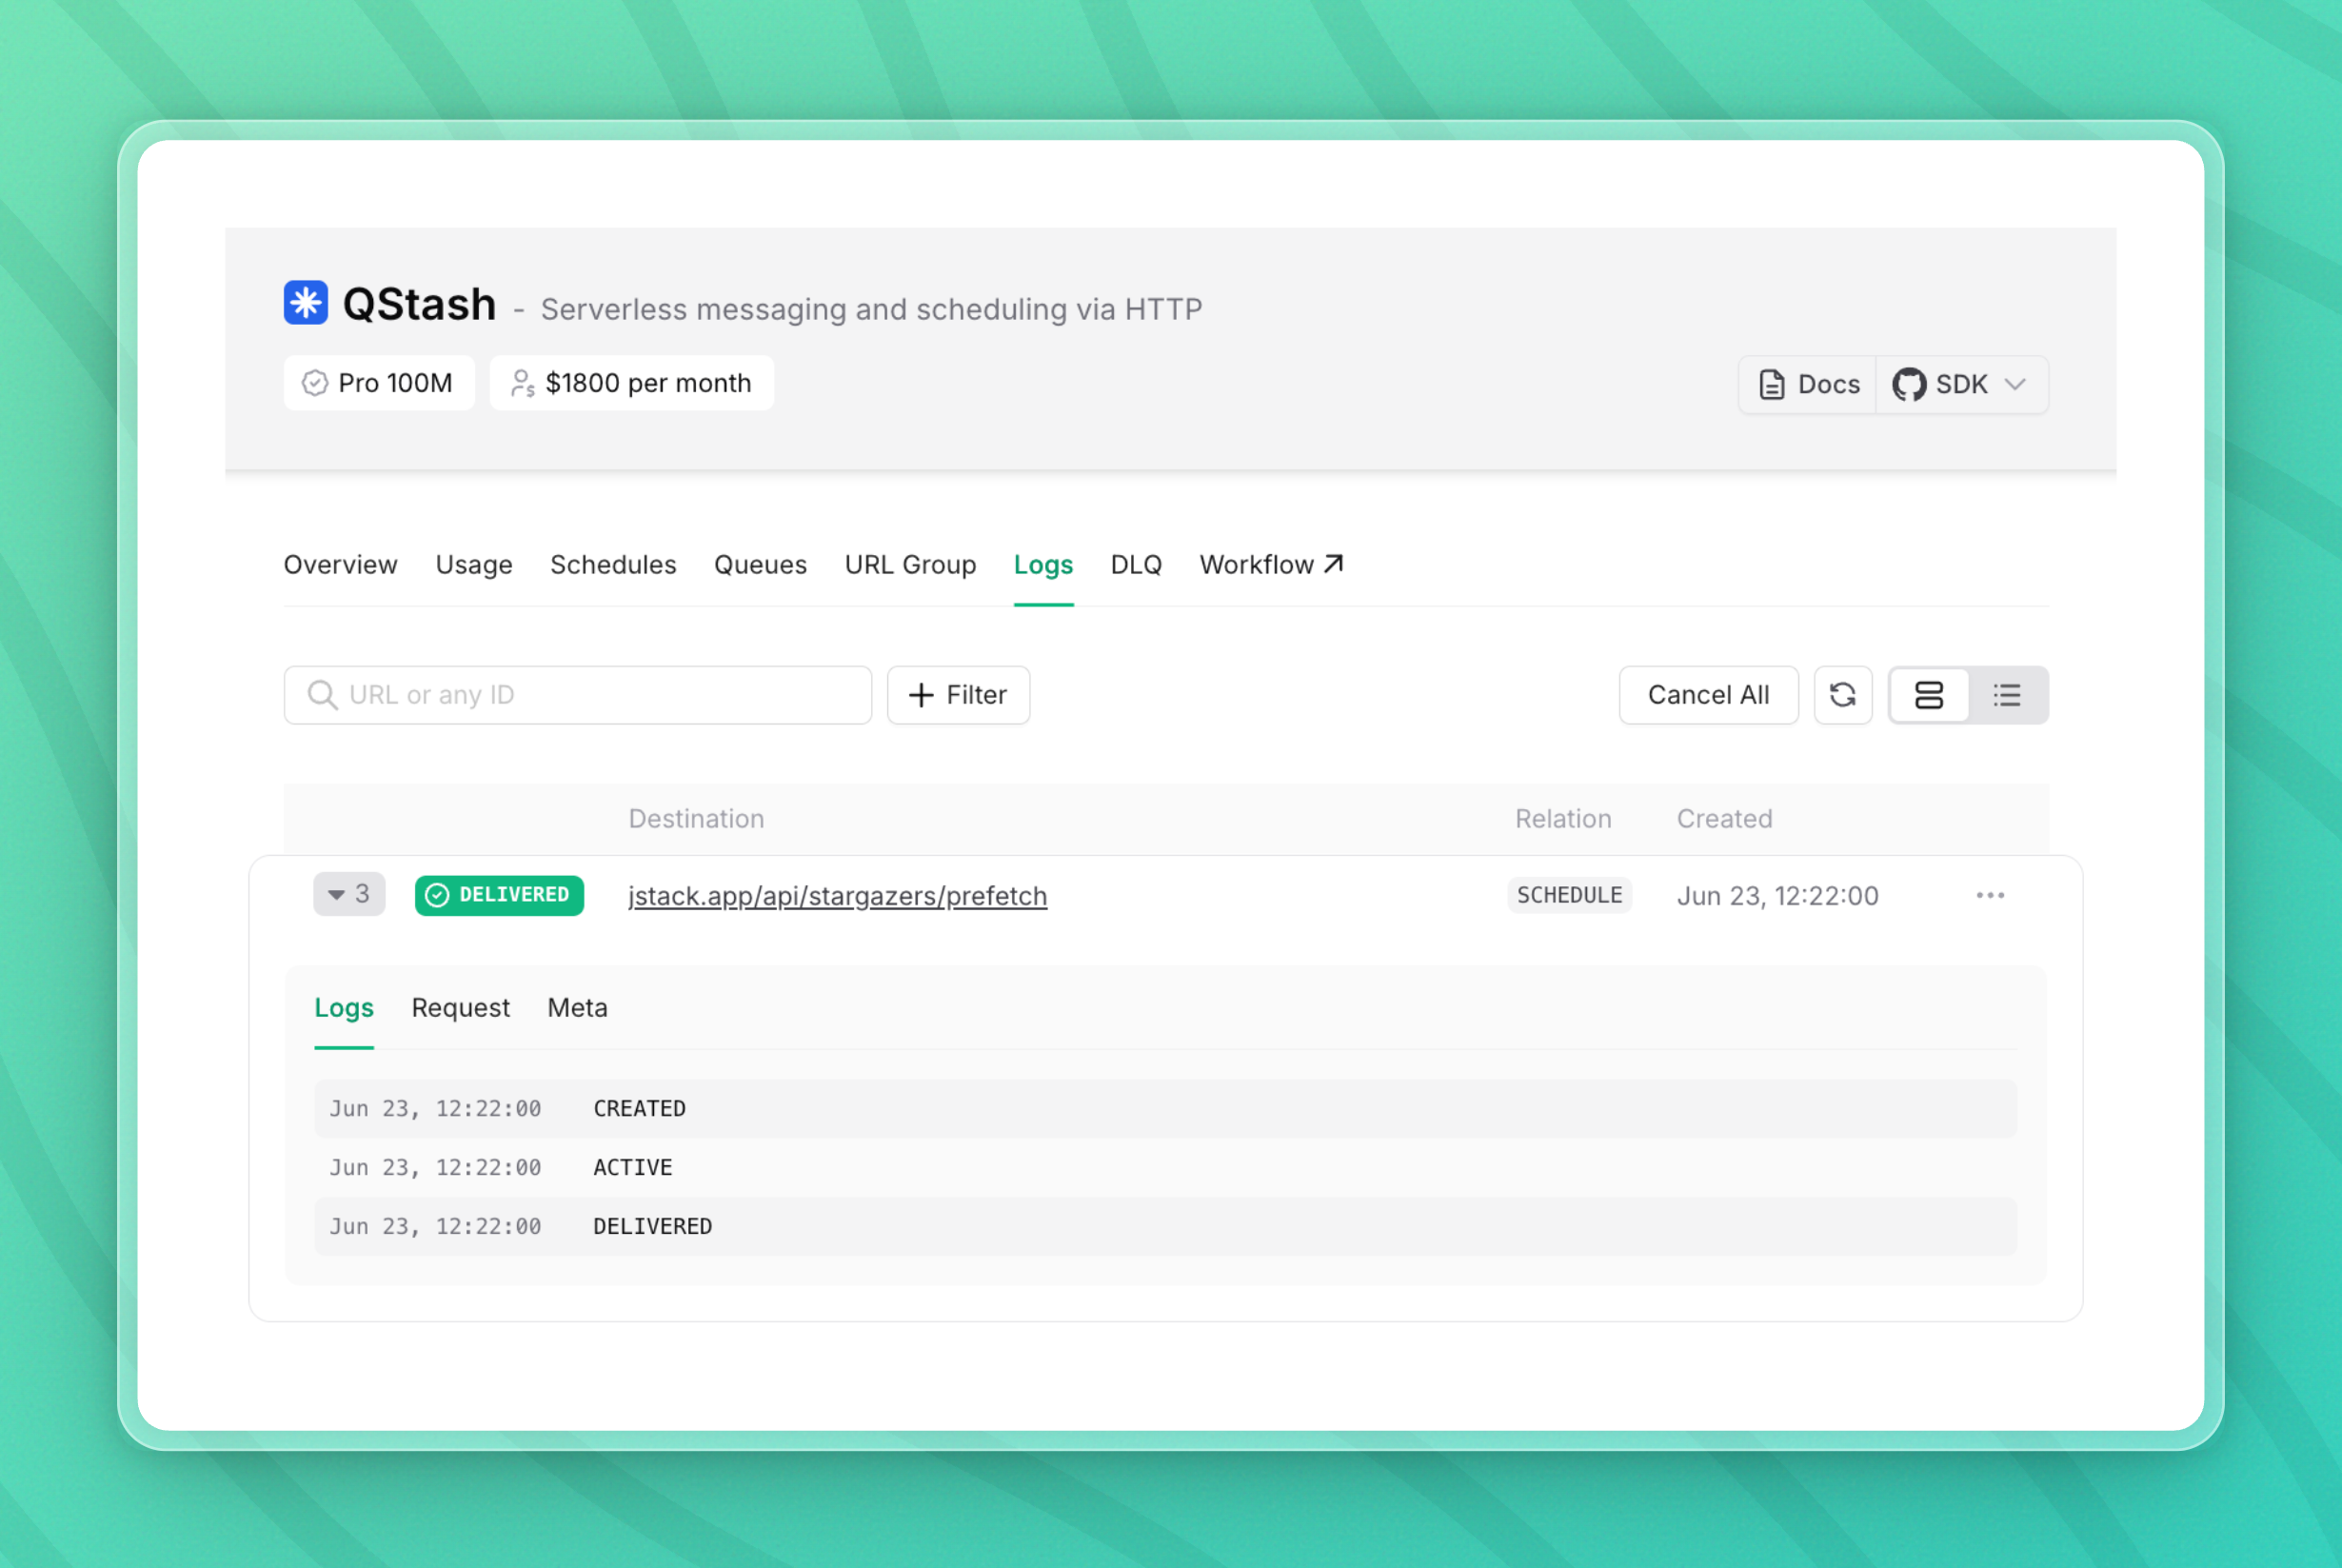 QStash - Serverless messaging and scheduling via HTTP
Pro 100M $1800 per month Docs SDK
Overview Usage Schedules Queues URL Group Logs DLQ Workflow
URL or any ID Filter Cancel All
Destination Relation Created
3 DELIVERED jstack.app/api/stargazers/prefetch SCHEDULE Jun 23, 12:22:00
Logs Request Meta
Jun 23, 12:22:00 CREATED
Jun 23, 12:22:00 ACTIVE
Jun 23, 12:22:00 DELIVERED